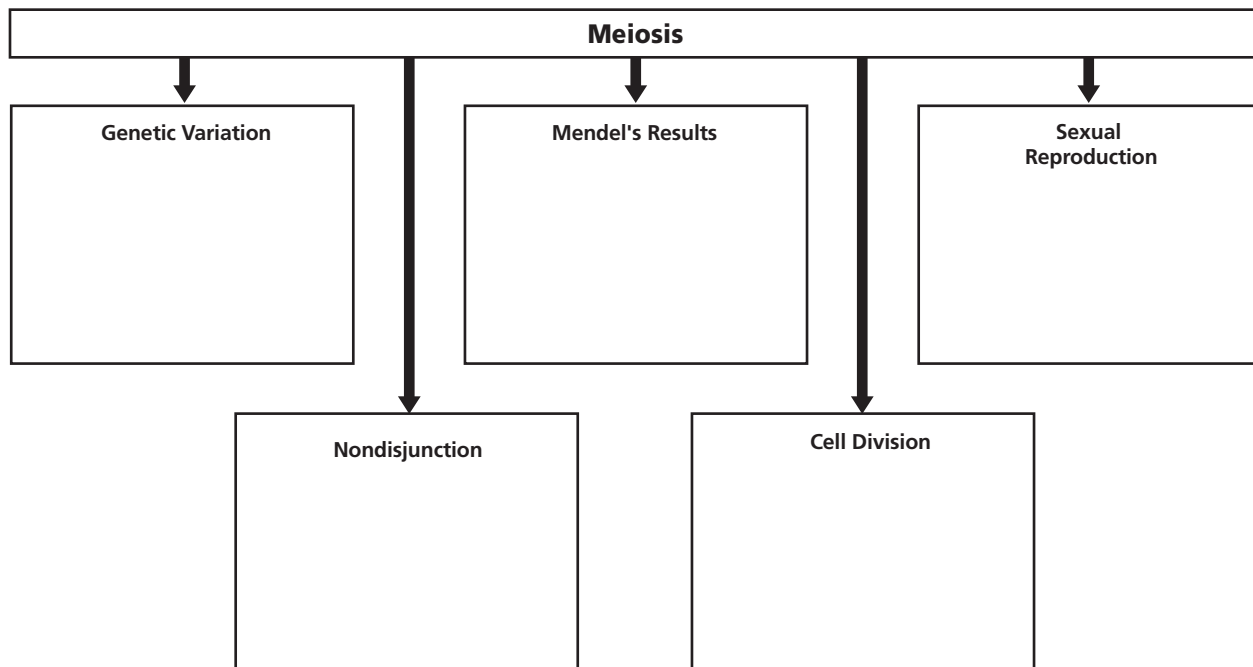 Meiosis
Genetic Variation
Mendel's Results
Sexual
Reproduction
Nondisjunction
Cell Division